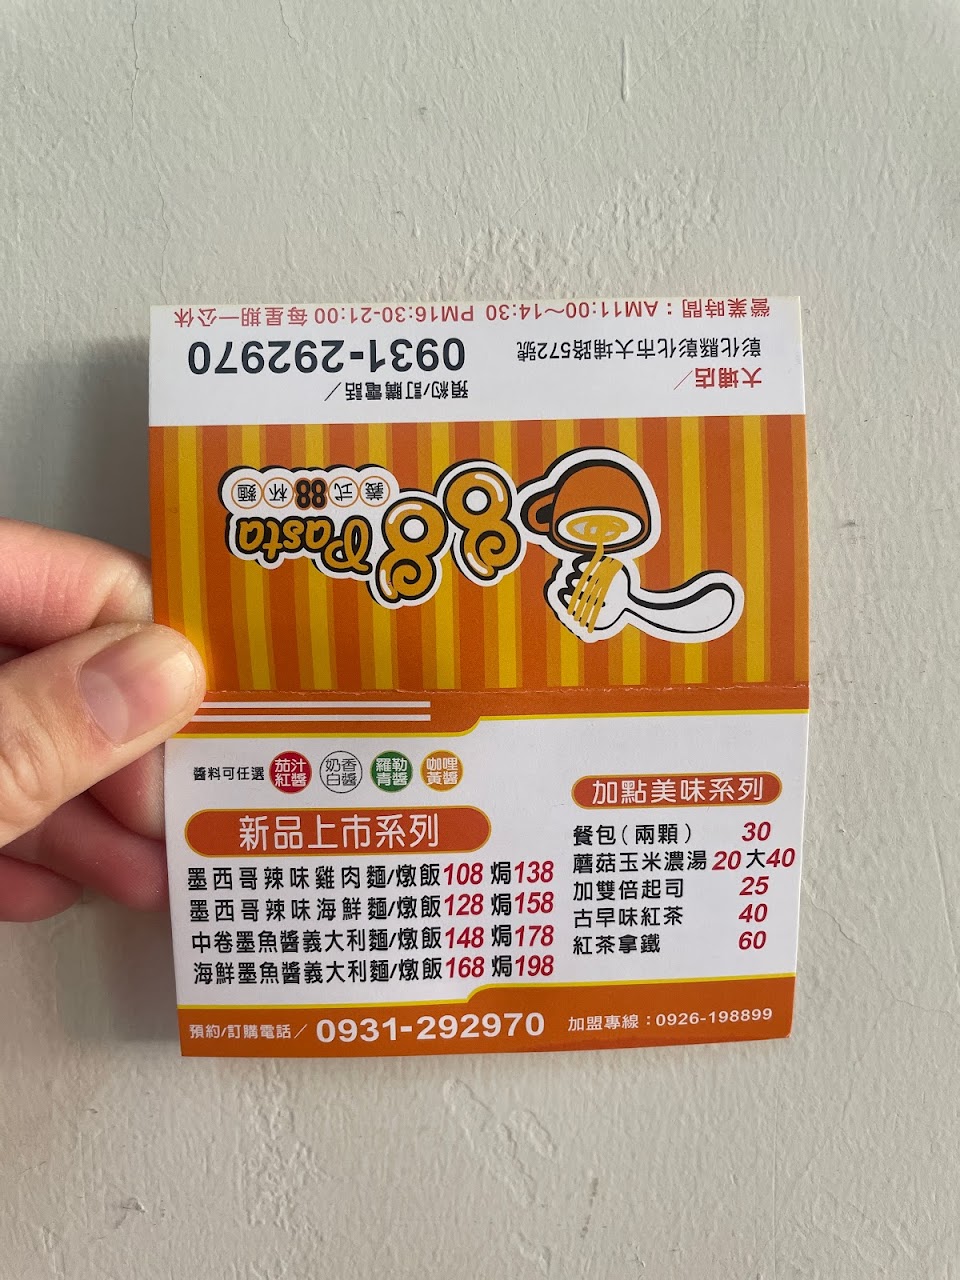 大埔店/
預約/訂購電話/
彰化縣彰化市大埔路572號
0931-292970
營業時間：AM11:00~14:30 PM16:30-21:00 每星期一公休
88 Pasta
義式88杯麵
醬料可任選 茄汁紅醬 奶香白醬 羅勒青醬 咖哩黃醬
新品上市系列
墨西哥辣味雞肉麵/燉飯108 焗138
墨西哥辣味海鮮麵/燉飯128 焗158
中卷墨魚醬義大利麵/燉飯148 焗178
海鮮墨魚醬義大利麵/燉飯168 焗198
加點美味系列
餐包(兩顆) 30
蘑菇玉米濃湯 20 大40
加雙倍起司 25
古早味紅茶 40
紅茶拿鐵 60
預約/訂購電話/ 0931-292970
加盟專線：0926-198899